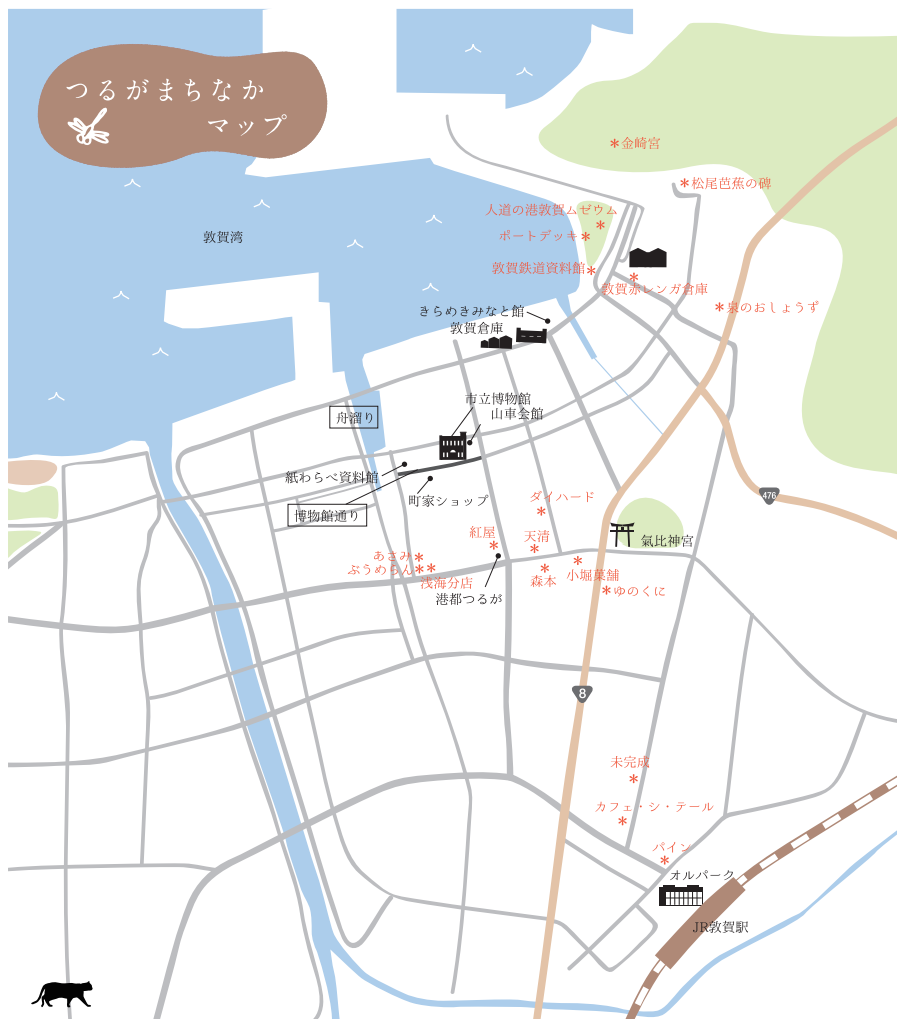 つるがまちなか
マップ
＊金崎宮
＊松尾芭蕉の碑
人道の港敦賀ムゼウム
＊
ポートデッキ＊
敦賀湾
敦賀鉄道資料館＊
＊
敦賀赤レンガ倉庫
＊泉のおしょうず
きらめきみなと館
敦賀倉庫
市立博物館
山車会館
舟溜り
紙わらべ資料館
町家ショップ
博物館通り
ダイハード
＊
476
紅屋
＊
天清
＊
氣比神宮
あさみ＊
ぶうめらん＊＊
浅海分店
港都つるが
＊
森本
＊
小堀菓舗
＊ゆのくに
8
未完成
＊
カフェ・シ・テール
＊
パイン
＊
オルパーク
JR敦賀駅